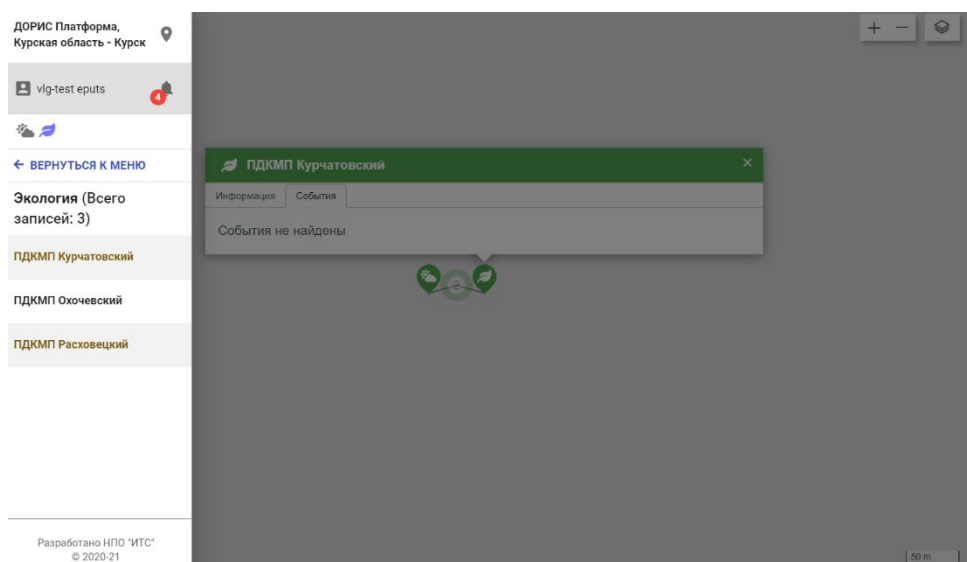 ДОРИС Платформа,
Курская область - Курск
vlg-test eputs
4
← ВЕРНУТЬСЯ К МЕНЮ
Экология (Всего
записей: 3)
ПДКМП Курчатовский
ПДКМП Охочевский
ПДКМП Расховецкий
Разработано НПО "ИТС"
© 2020-21
ПДКМП Курчатовский
×
Информация
События
События не найдены
2
+ −
50 m